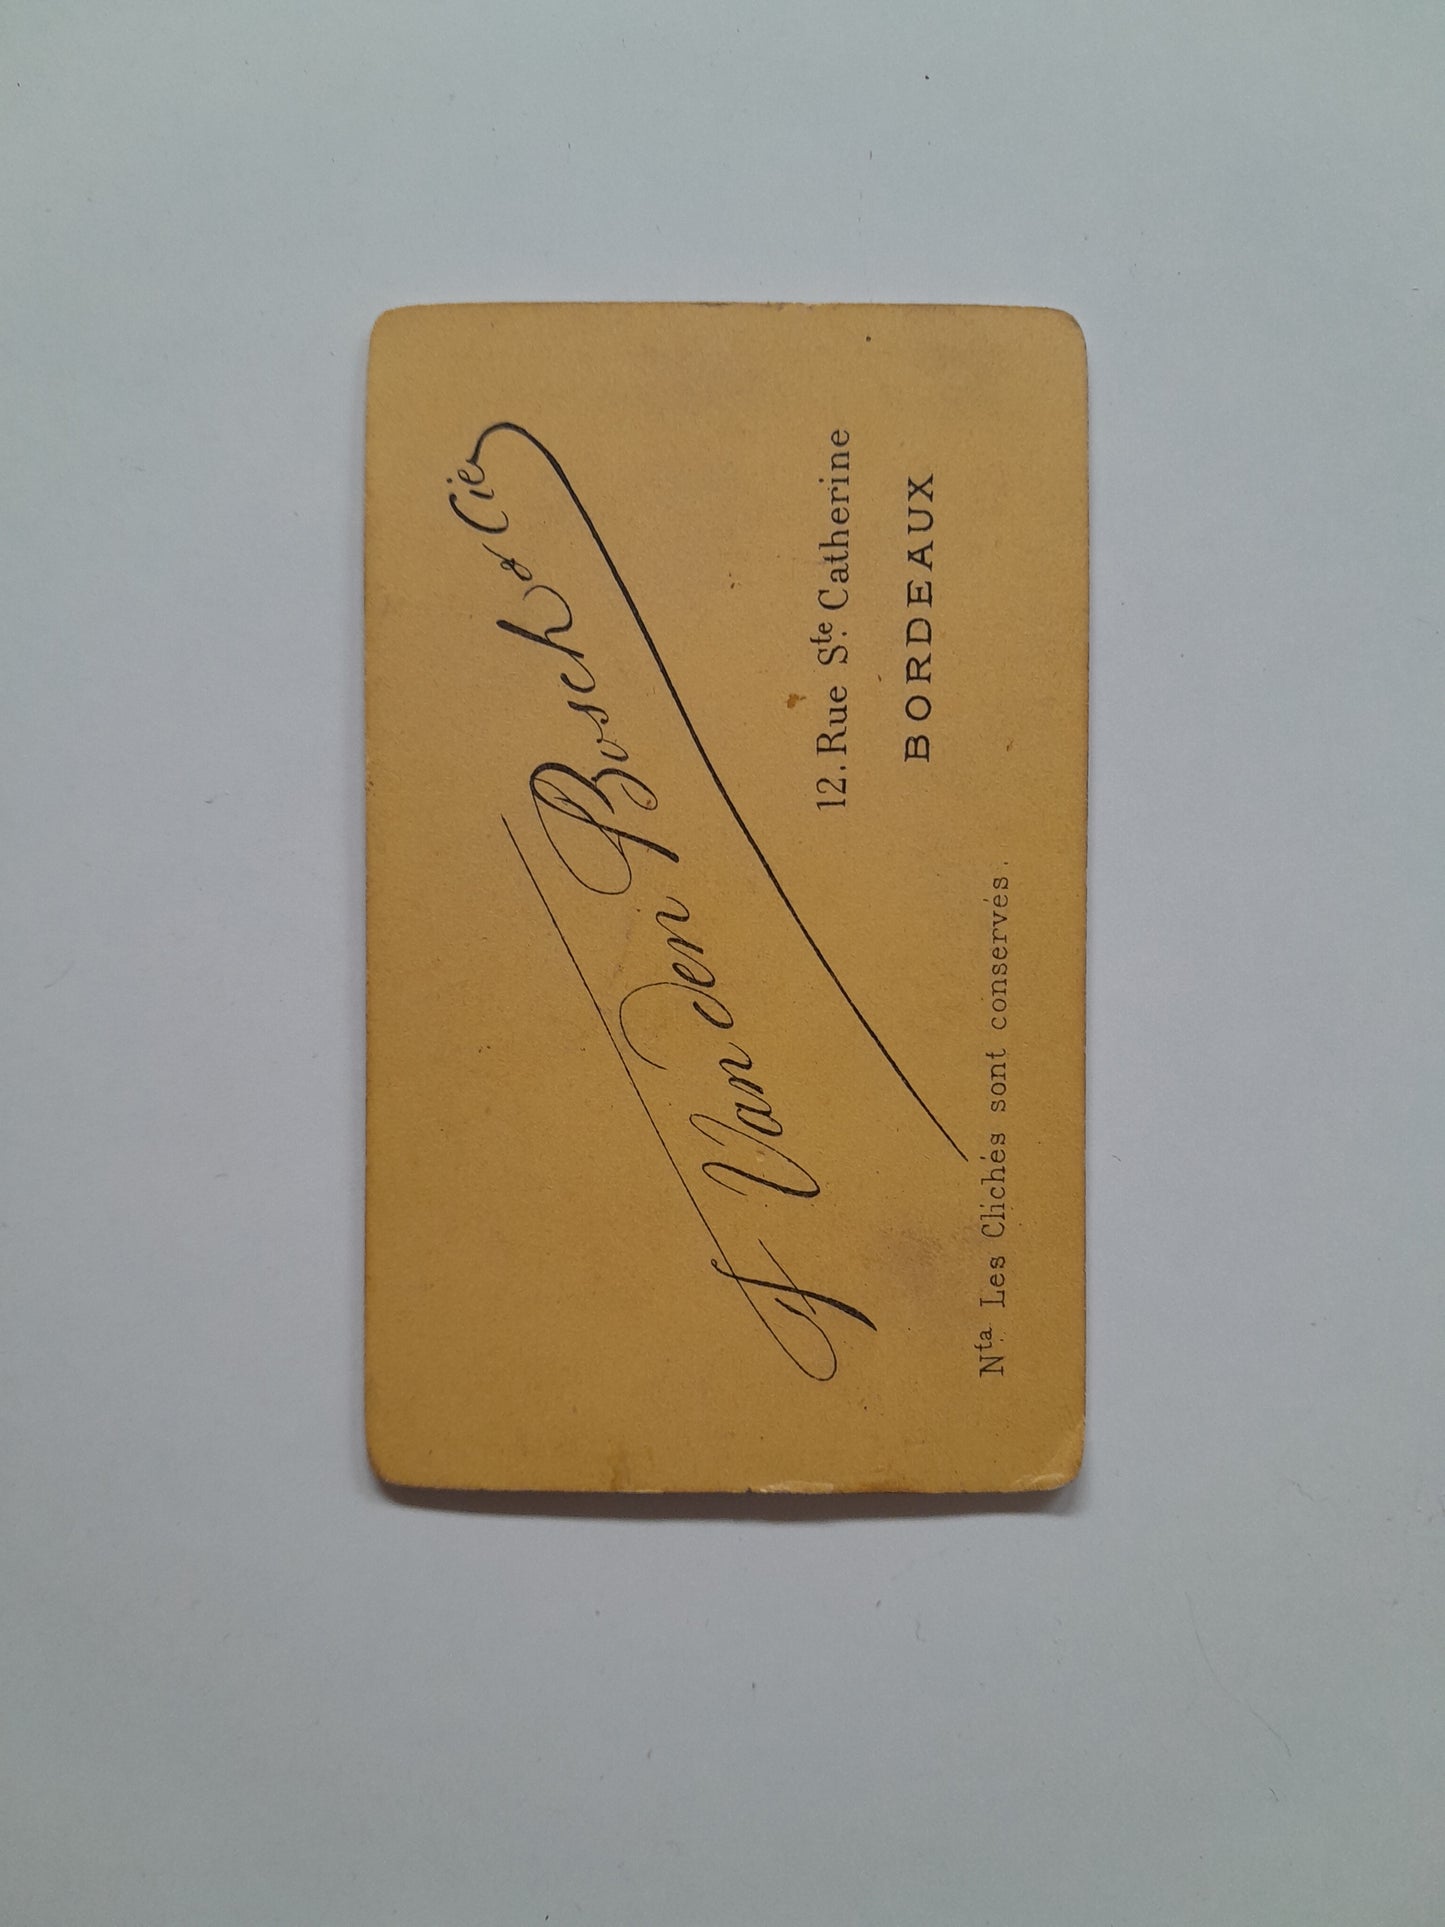 F Van den Bosch & Cie
12. Rue Ste. Catherine
BORDEAUX
Nta. Les Clichés sont conservés.